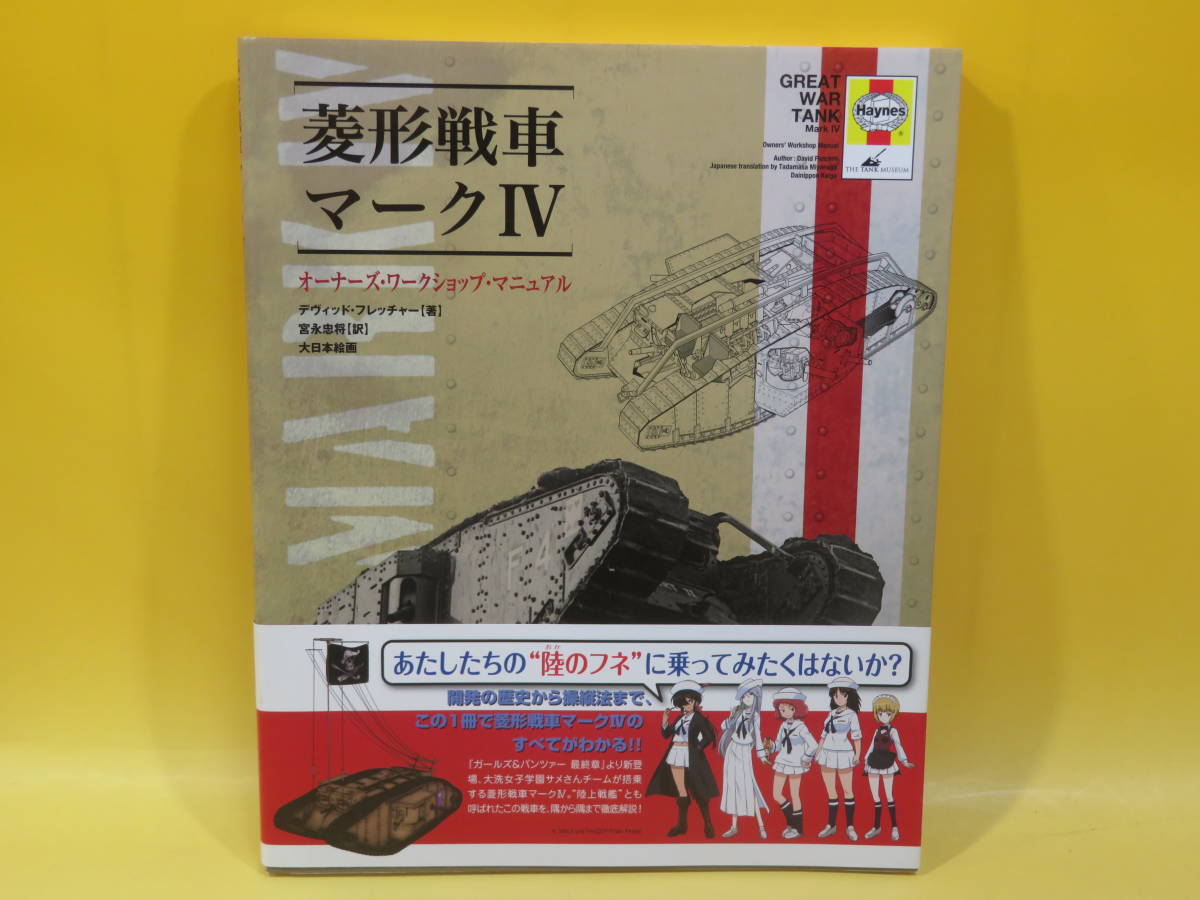 菱形戦車
マークⅣ
オーナーズ・ワークショップ・マニュアル
デヴィッド・フレッチャー【著】
宮永忠将【訳】
大日本絵画
GREAT
WAR
TANK
Mark IV
Owners' Workshop Manual
Author : David Fletcher
Japanese translation by Tadamasa Miyanaga
Dainippon Kaiga
Haynes
®
THE TANK MUSEUM
F4
おか
あたしたちの“陸のフネ”に乗ってみたくはないか?
開発の歴史から操縦法まで、
この1冊で菱形戦車マークⅣの
すべてがわかる!!
『ガールズ&パンツァー 最終章』より新登
場、大洗女子学園サメさんチームが搭乗
する菱形戦車マークⅣ。“陸上戦艦”とも
呼ばれたこの戦車を、隅から隅まで徹底解説!